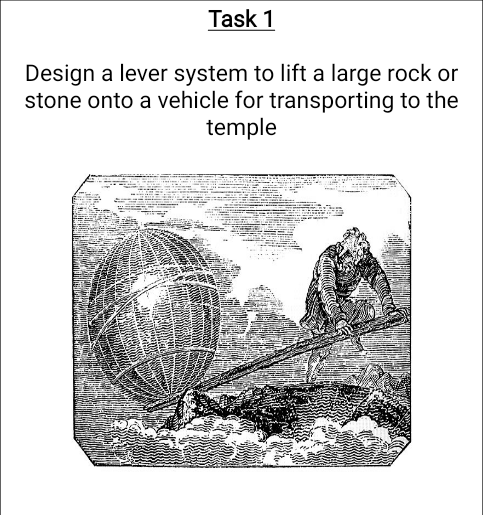 Task 1
Design a lever system to lift a large rock or
stone onto a vehicle for transporting to the
temple